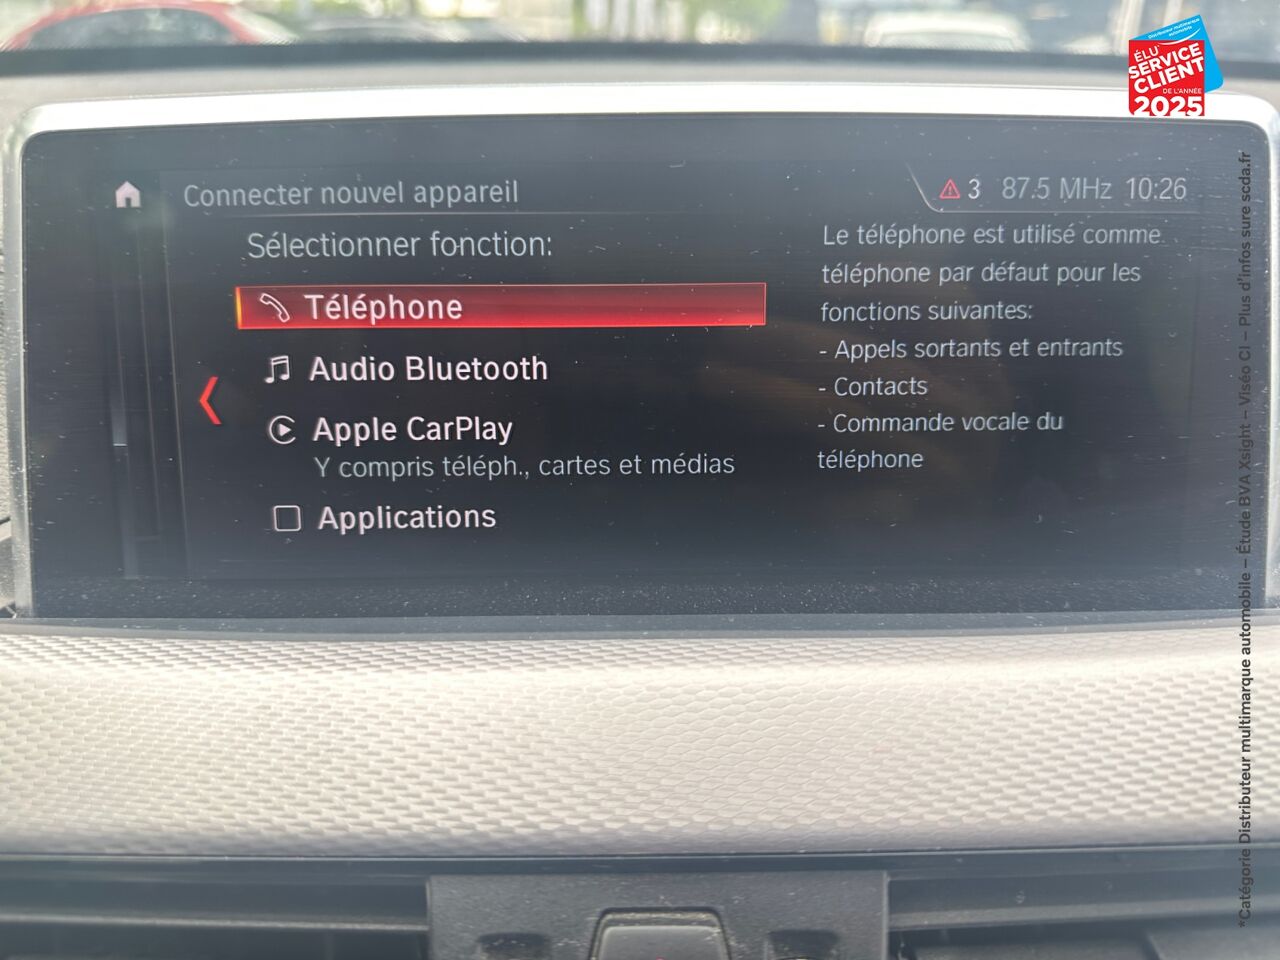 Distributeur multimarque
automobile*
ÉLU
SERVICE
CLIENT
DE L'ANNÉE
2025
Connecter nouvel appareil
3 87.5 MHz 10:26
Sélectionner fonction:
Téléphone
Audio Bluetooth
Apple CarPlay
Y compris téléph., cartes et médias
Applications
Le téléphone est utilisé comme
téléphone par défaut pour les
fonctions suivantes:
- Appels sortants et entrants
- Contacts
- Commande vocale du
téléphone
*Catégorie Distributeur multimarque automobile – Étude BVA Xsight – Viséo CI – Plus d'infos sure scda.fr